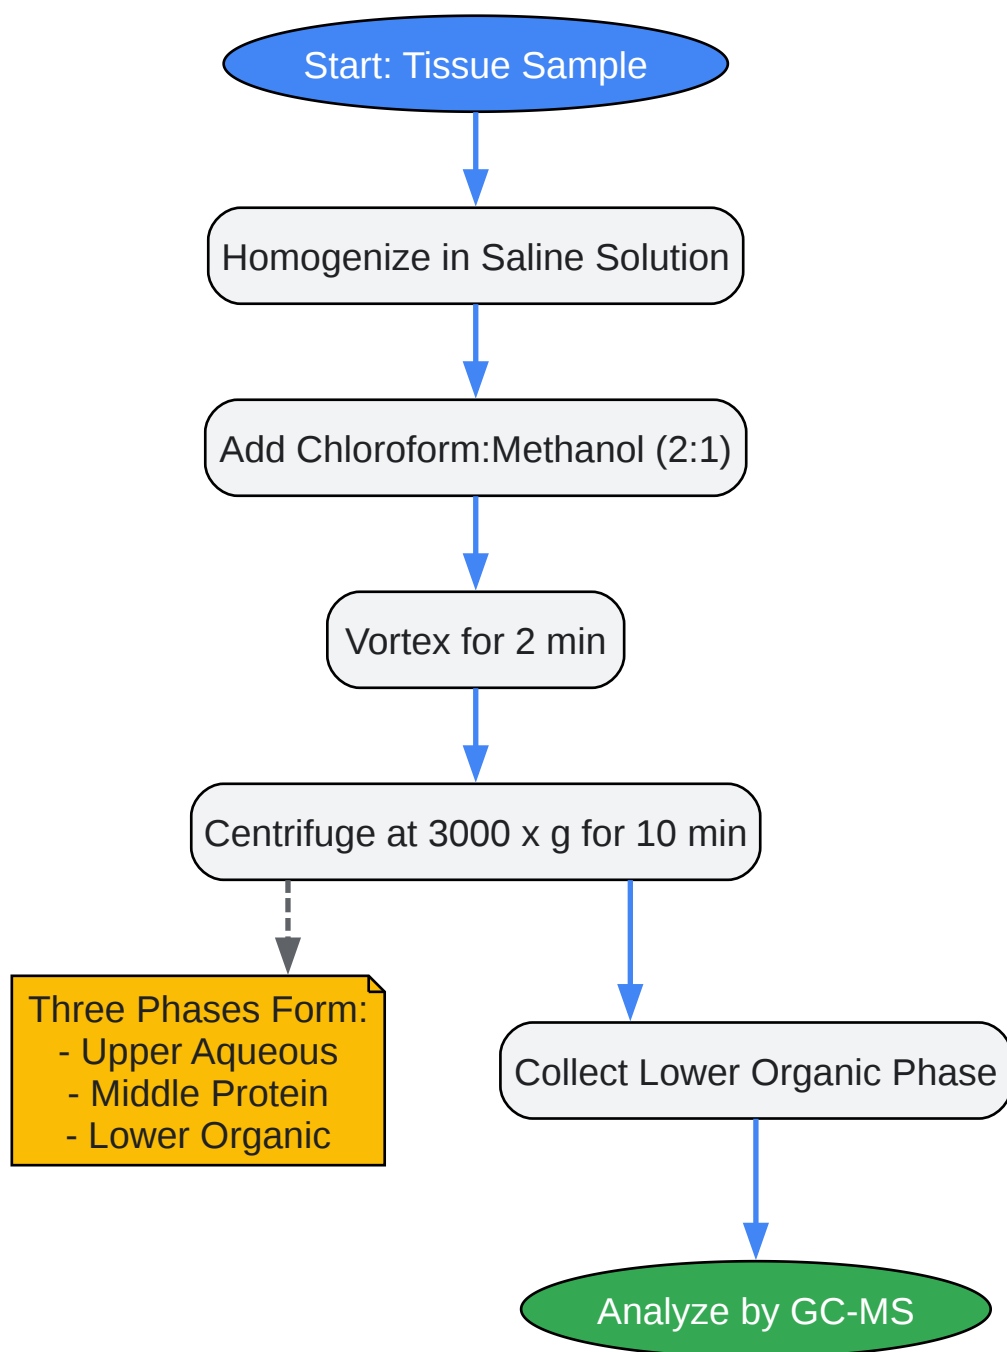 Start: Tissue Sample
Homogenize in Saline Solution
Add Chloroform:Methanol (2:1)
Vortex for 2 min
Centrifuge at 3000 x g for 10 min
Three Phases Form:
- Upper Aqueous
- Middle Protein
- Lower Organic
Collect Lower Organic Phase
Analyze by GC-MS